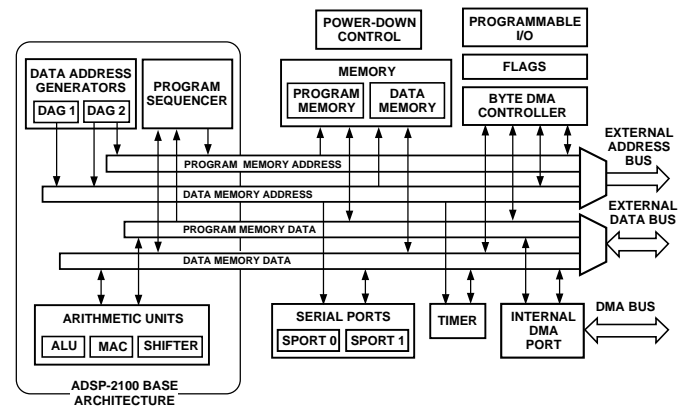 POWER-DOWN
CONTROL
PROGRAMMABLE
I/O
FLAGS
DATA ADDRESS
GENERATORS
DAG 1
DAG 2
PROGRAM
SEQUENCER
MEMORY
PROGRAM
MEMORY
DATA
MEMORY
BYTE DMA
CONTROLLER
EXTERNAL
ADDRESS
BUS
PROGRAM MEMORY ADDRESS
DATA MEMORY ADDRESS
EXTERNAL
DATA BUS
PROGRAM MEMORY DATA
DATA MEMORY DATA
ARITHMETIC UNITS
ALU
MAC
SHIFTER
SERIAL PORTS
SPORT 0
SPORT 1
TIMER
INTERNAL
DMA
PORT
DMA BUS
ADSP-2100 BASE
ARCHITECTURE